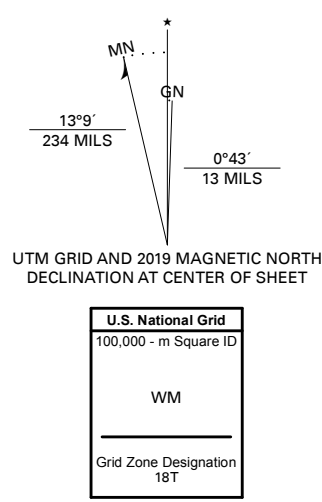 ★
MN
GN
13°9´
234 MILS
0°43´
13 MILS
UTM GRID AND 2019 MAGNETIC NORTH
DECLINATION AT CENTER OF SHEET
U.S. National Grid
100,000 - m Square ID
WM
Grid Zone Designation
18T